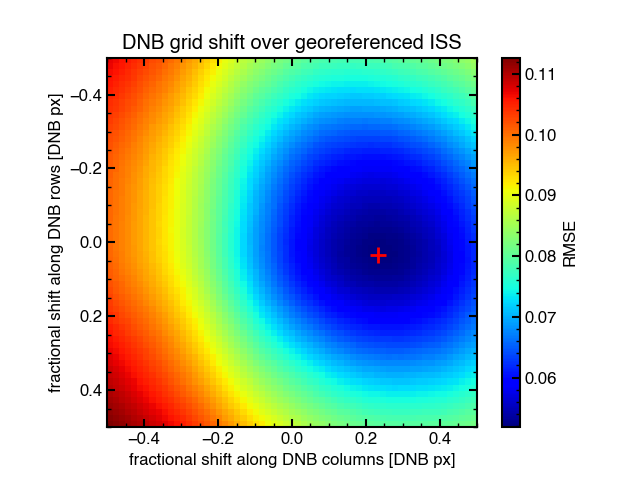 DNB grid shift over georeferenced ISS
fractional shift along DNB rows [DNB px]
−0.4
−0.2
0.0
0.2
0.4
−0.4 −0.2 0.0 0.2 0.4
fractional shift along DNB columns [DNB px]
0.11
0.10
0.09
0.08
0.07
0.06
RMSE